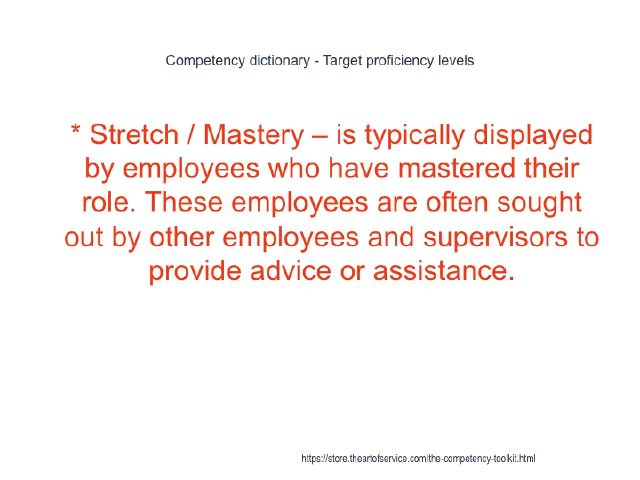 Competency dictionary - Target proficiency levels
* Stretch / Mastery – is typically displayed
by employees who have mastered their
role. These employees are often sought
out by other employees and supervisors to
provide advice or assistance.
https://store.theartofservice.com/the-competency-toolkit.html